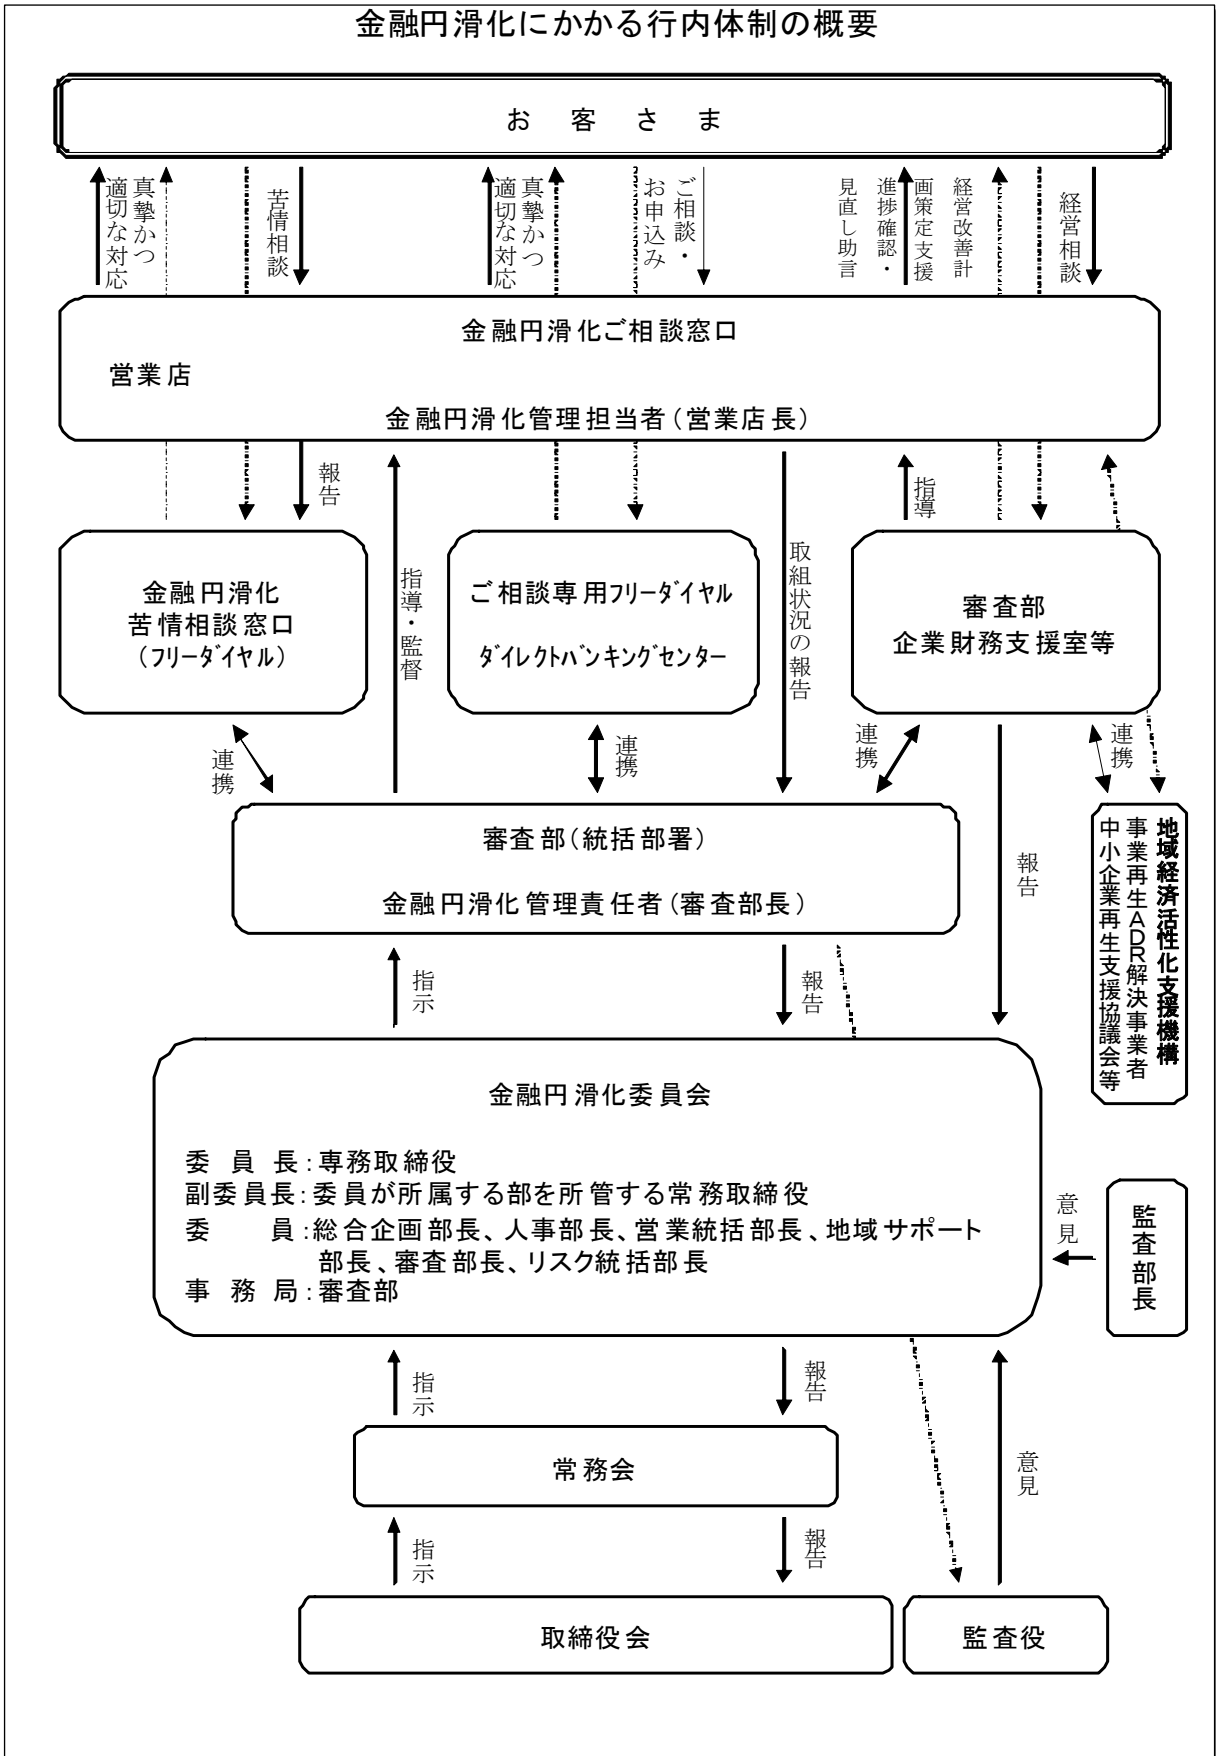 金融円滑化にかかる行内体制の概要
お 客 さ ま
真摯かつ
適切な対応
苦情相談
真摯かつ
適切な対応
ご相談・
お申込み
経営改善計
画策定支援
進捗確認・
見直し助言
経営相談
金融円滑化ご相談窓口
営業店
金融円滑化管理担当者(営業店長)
報告
指導・監督
取組状況の報告
指導
金融円滑化
苦情相談窓口
(フリーダイヤル)
ご相談専用フリーダイヤル
ダイレクトバンキングセンター
審査部
企業財務支援室等
連携
連携
連携
連携
審査部(統括部署)
金融円滑化管理責任者(審査部長)
報告
地域経済活性化支援機構
事業再生ADR解決事業者
中小企業再生支援協議会等
指示
報告
金融円滑化委員会
委 員 長:専務取締役
副委員長:委員が所属する部を所管する常務取締役
委 員:総合企画部長、人事部長、営業統括部長、地域サポート
部長、審査部長、リスク統括部長
事 務 局:審査部
意見
監査部長
指示
報告
常務会
意見
指示
報告
取締役会
監査役